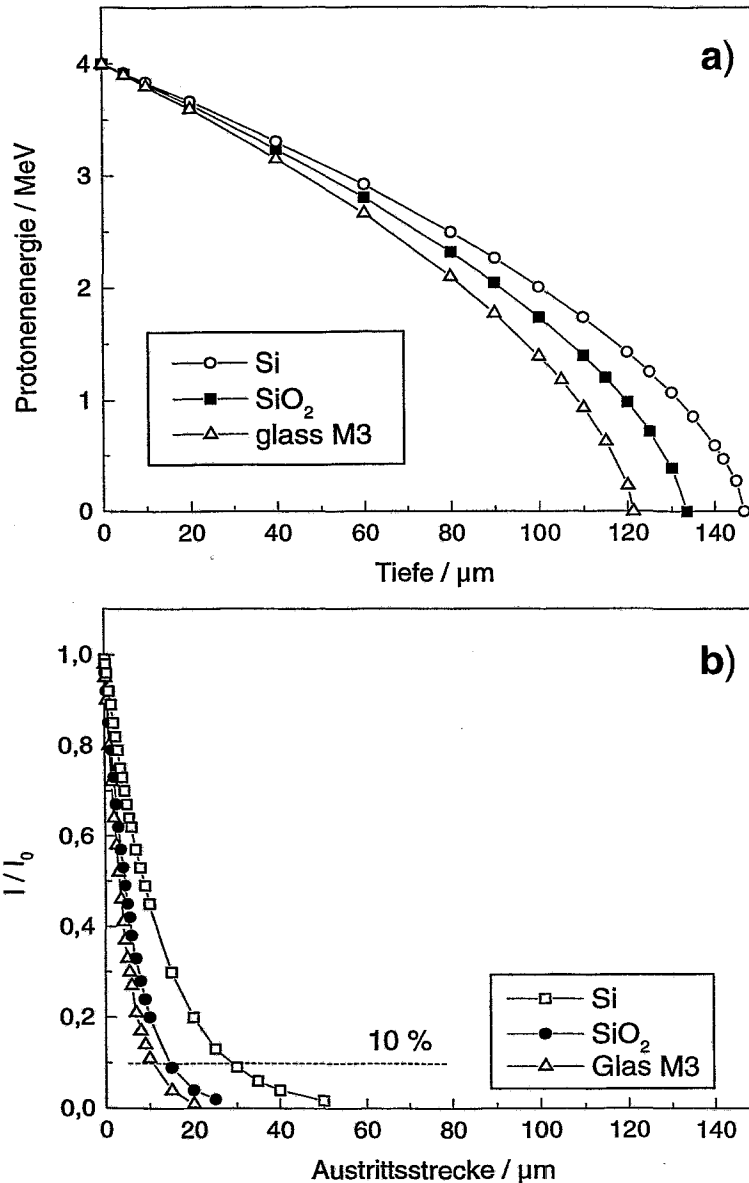 a)
Protonenenergie / MeV
4
3
2
1
0
Si
SiO₂
glass M3
0 20 40 60 80 100 120 140
Tiefe / µm
b)
I / I₀
1,0
0,8
0,6
0,4
0,2
0,0
10 %
Si
SiO₂
Glas M3
0 20 40 60 80 100 120 140
Austrittsstrecke / µm